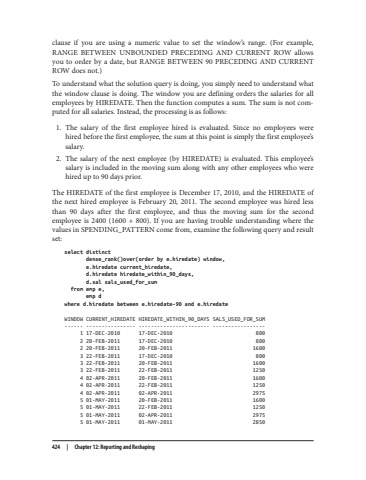 clause if you are using a numeric value to set the window's range. (For example,
RANGE BETWEEN UNBOUNDED PRECEDING AND CURRENT ROW allows
you to order by a date, but RANGE BETWEEN 90 PRECEDING AND CURRENT
ROW does not.)
To understand what the solution query is doing, you simply need to understand what
the window clause is doing. The window you are defining orders the salaries for all
employees by HIREDATE. Then the function computes a sum. The sum is not com-
puted for all salaries. Instead, the processing is as follows:
1. The salary of the first employee hired is evaluated. Since no employees were
hired before the first employee, the sum at this point is simply the first employee's
salary.
2. The salary of the next employee (by HIREDATE) is evaluated. This employee's
salary is included in the moving sum along with any other employees who were
hired up to 90 days prior.
The HIREDATE of the first employee is December 17, 2010, and the HIREDATE of
the next hired employee is February 20, 2011. The second employee was hired less
than 90 days after the first employee, and thus the moving sum for the second
employee is 2400 (1600 + 800). If you are having trouble understanding where the
values in SPENDING_PATTERN come from, examine the following query and result
set:
select distinct
dense_rank()over(order by e.hiredate) window,
e.hiredate current_hiredate,
d.hiredate hiredate_within_90_days,
d.sal sals_used_for_sum
from emp e,
emp d
where d.hiredate between e.hiredate-90 and e.hiredate
WINDOW CURRENT_HIREDATE HIREDATE_WITHIN_90_DAYS SALS_USED_FOR_SUM
------ ---------------- ----------------------- -----------------
1 17-DEC-2010 17-DEC-2010 800
2 20-FEB-2011 17-DEC-2010 800
2 20-FEB-2011 20-FEB-2011 1600
3 22-FEB-2011 17-DEC-2010 800
3 22-FEB-2011 20-FEB-2011 1600
3 22-FEB-2011 22-FEB-2011 1250
4 02-APR-2011 20-FEB-2011 1600
4 02-APR-2011 22-FEB-2011 1250
4 02-APR-2011 02-APR-2011 2975
5 01-MAY-2011 20-FEB-2011 1600
5 01-MAY-2011 22-FEB-2011 1250
5 01-MAY-2011 02-APR-2011 2975
5 01-MAY-2011 01-MAY-2011 2850
424 | Chapter 12: Reporting and Reshaping